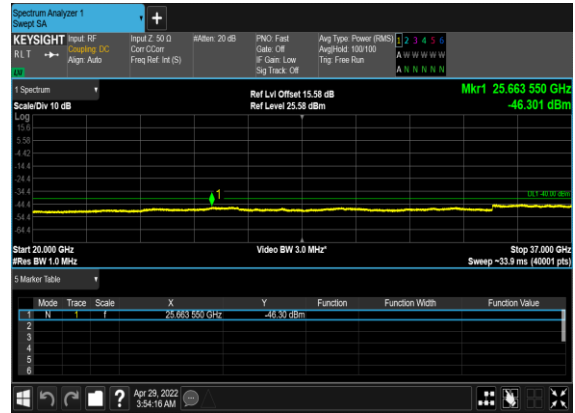 Spectrum Analyzer 1
Swept SA
+
KEYSIGHT Input: RF Input Z: 50 Ω #Atten: 20 dB PNO: Fast Avg Type: Power (RMS) 1 2 3 4 5 6
RLT Coupling: DC Corr CCorr Gate: Off Avg|Hold: 100/100 A W W W W W
Align: Auto Freq Ref: Int (S) IF Gain: Low Trig: Free Run
LW Sig Track: Off A N N N N N
1 Spectrum Ref Lvl Offset 15.58 dB Mkr1 25.663 550 GHz
Scale/Div 10 dB Ref Level 25.58 dBm -46.301 dBm
Log
15.6
5.58
-4.42
-14.4
-24.4
-34.4 1 DL1 -40.00 dBm
-44.4
-54.4
-64.4
Start 20.000 GHz Video BW 3.0 MHz* Stop 37.000 GHz
#Res BW 1.0 MHz Sweep ~33.9 ms (40001 pts)
5 Marker Table
Mode Trace Scale X Y Function Function Width Function Value
1 N 1 f 25.663 550 GHz -46.30 dBm
2
3
4
5
6
? Apr 29, 2022
3:54:16 AM